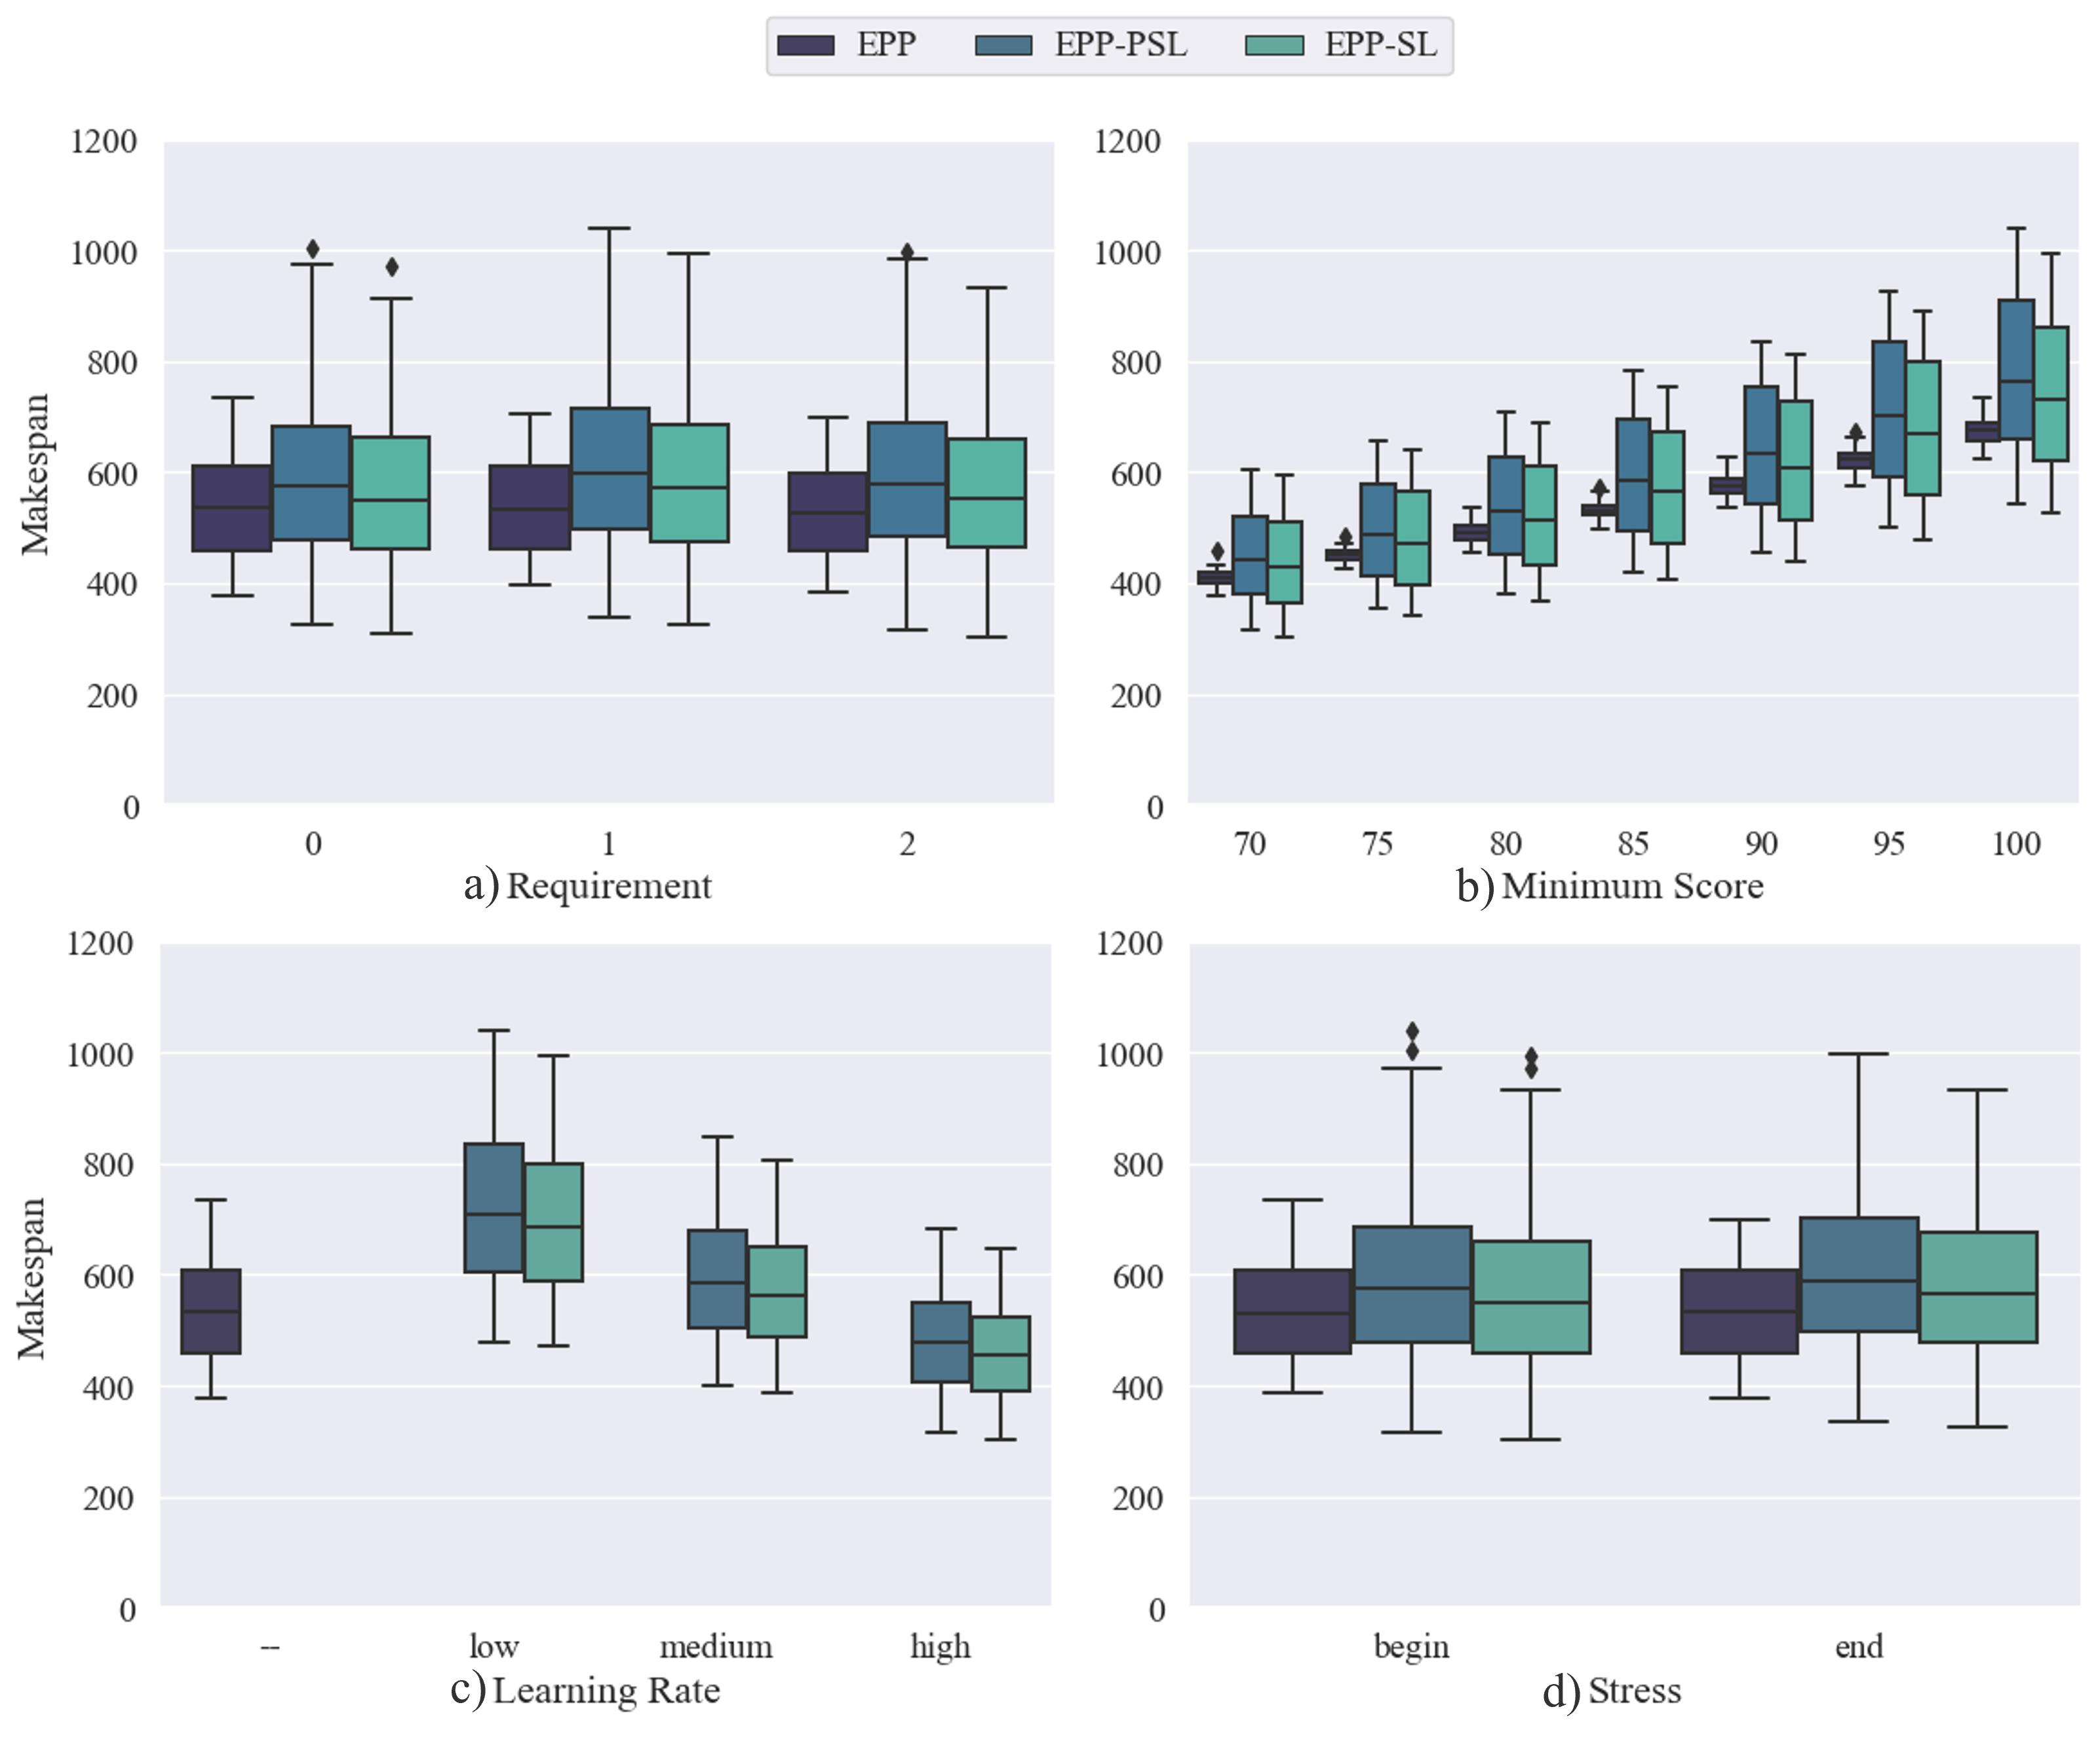 EPP EPP-PSL EPP-SL
1200
1000
800
600
400
200
0
Makespan
0 1 2
a) Requirement
1200
1000
800
600
400
200
0
70 75 80 85 90 95 100
b) Minimum Score
1200
1000
800
600
400
200
0
Makespan
-- low medium high
c) Learning Rate
1200
1000
800
600
400
200
0
begin end
d) Stress